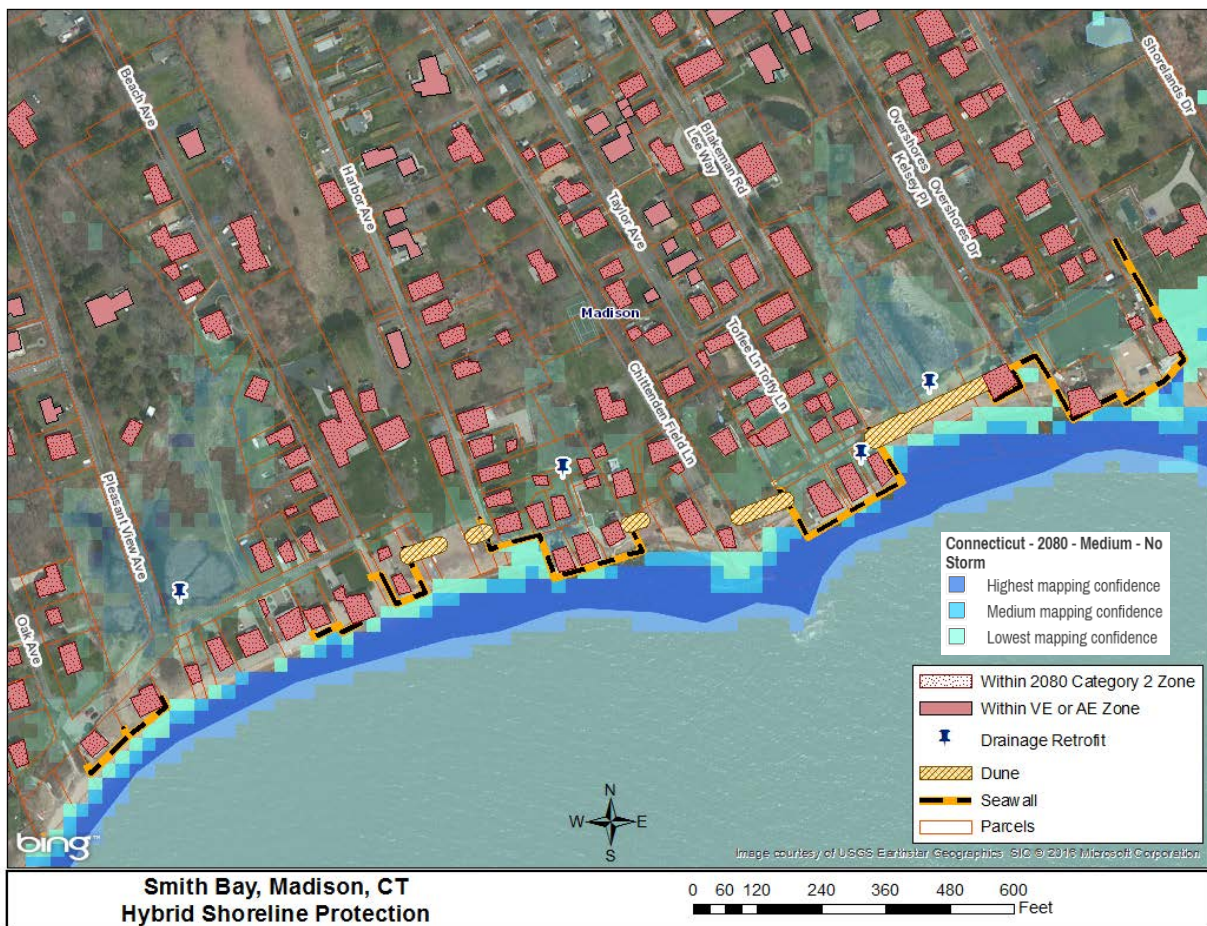 Beach Ave
Harbor Ave
Taylor Ave
Blakeman Rd
Lee Way
Overshores
Kelsey Pl
Overshores Dr
Shorelands Dr
Madison
Chittenden Field Ln
Toffee Ln Totty Ln
Pleasant View Ave
Oak Ave
Connecticut - 2080 - Medium - No
Storm
Highest mapping confidence
Medium mapping confidence
Lowest mapping confidence
Within 2080 Category 2 Zone
Within VE or AE Zone
Drainage Retrofit
Dune
Seawall
Parcels
N
W E
S
bing™
Image courtesy of USGS Earthstar Geographics SIC © 2016 Microsoft Corporation
Smith Bay, Madison, CT
Hybrid Shoreline Protection
0 60 120 240 360 480 600
Feet